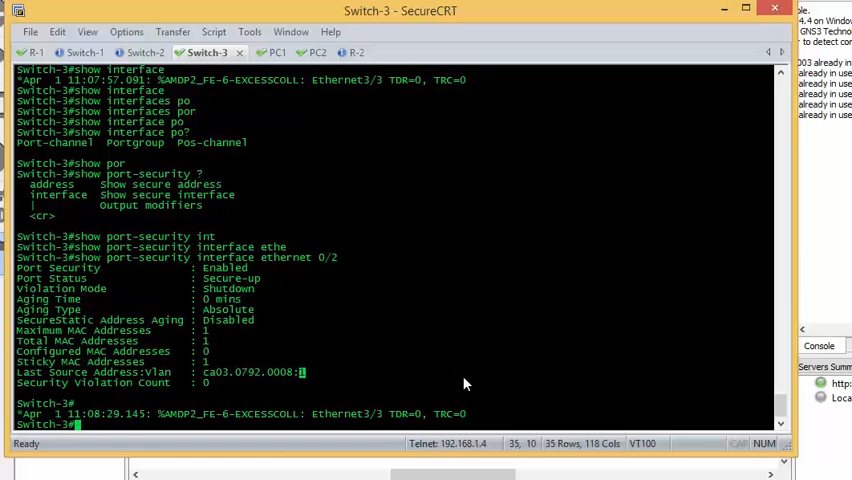 Switch-3 - SecureCRT
File Edit View Options Transfer Script Tools Window Help
R-1 Switch-1 Switch-2 Switch-3 PC1 PC2 R-2
Switch-3#show interface
*Apr 1 11:07:57.091: %AMDP2_FE-6-EXCESSCOLL: Ethernet3/3 TDR=0, TRC=0
Switch-3#show interface
Switch-3#show interfaces po
Switch-3#show interfaces por
Switch-3#show interface po
Switch-3#show interface po?
Port-channel Portgroup Pos-channel
Switch-3#show por
Switch-3#show port-security ?
address Show secure address
interface Show secure interface
| Output modifiers
<cr>
Switch-3#show port-security int
Switch-3#show port-security interface ethe
Switch-3#show port-security interface ethernet 0/2
Port Security : Enabled
Port Status : Secure-up
Violation Mode : Shutdown
Aging Time : 0 mins
Aging Type : Absolute
SecureStatic Address Aging : Disabled
Maximum MAC Addresses : 1
Total MAC Addresses : 1
Configured MAC Addresses : 0
Sticky MAC Addresses : 1
Last Source Address:Vlan : ca03.0792.0008:1
Security Violation Count : 0
Switch-3#
*Apr 1 11:08:29.145: %AMDP2_FE-6-EXCESSCOLL: Ethernet3/3 TDR=0, TRC=0
Switch-3#
Ready Telnet: 192.168.1.4 35, 10 35 Rows, 118 Cols VT100 CAP NUM
ole.
4.4 on Window
GNS3 Techno
to detect con
003 already in
already in use
already in use
already in use
already in use
Console
Servers Summ
http:
Loca